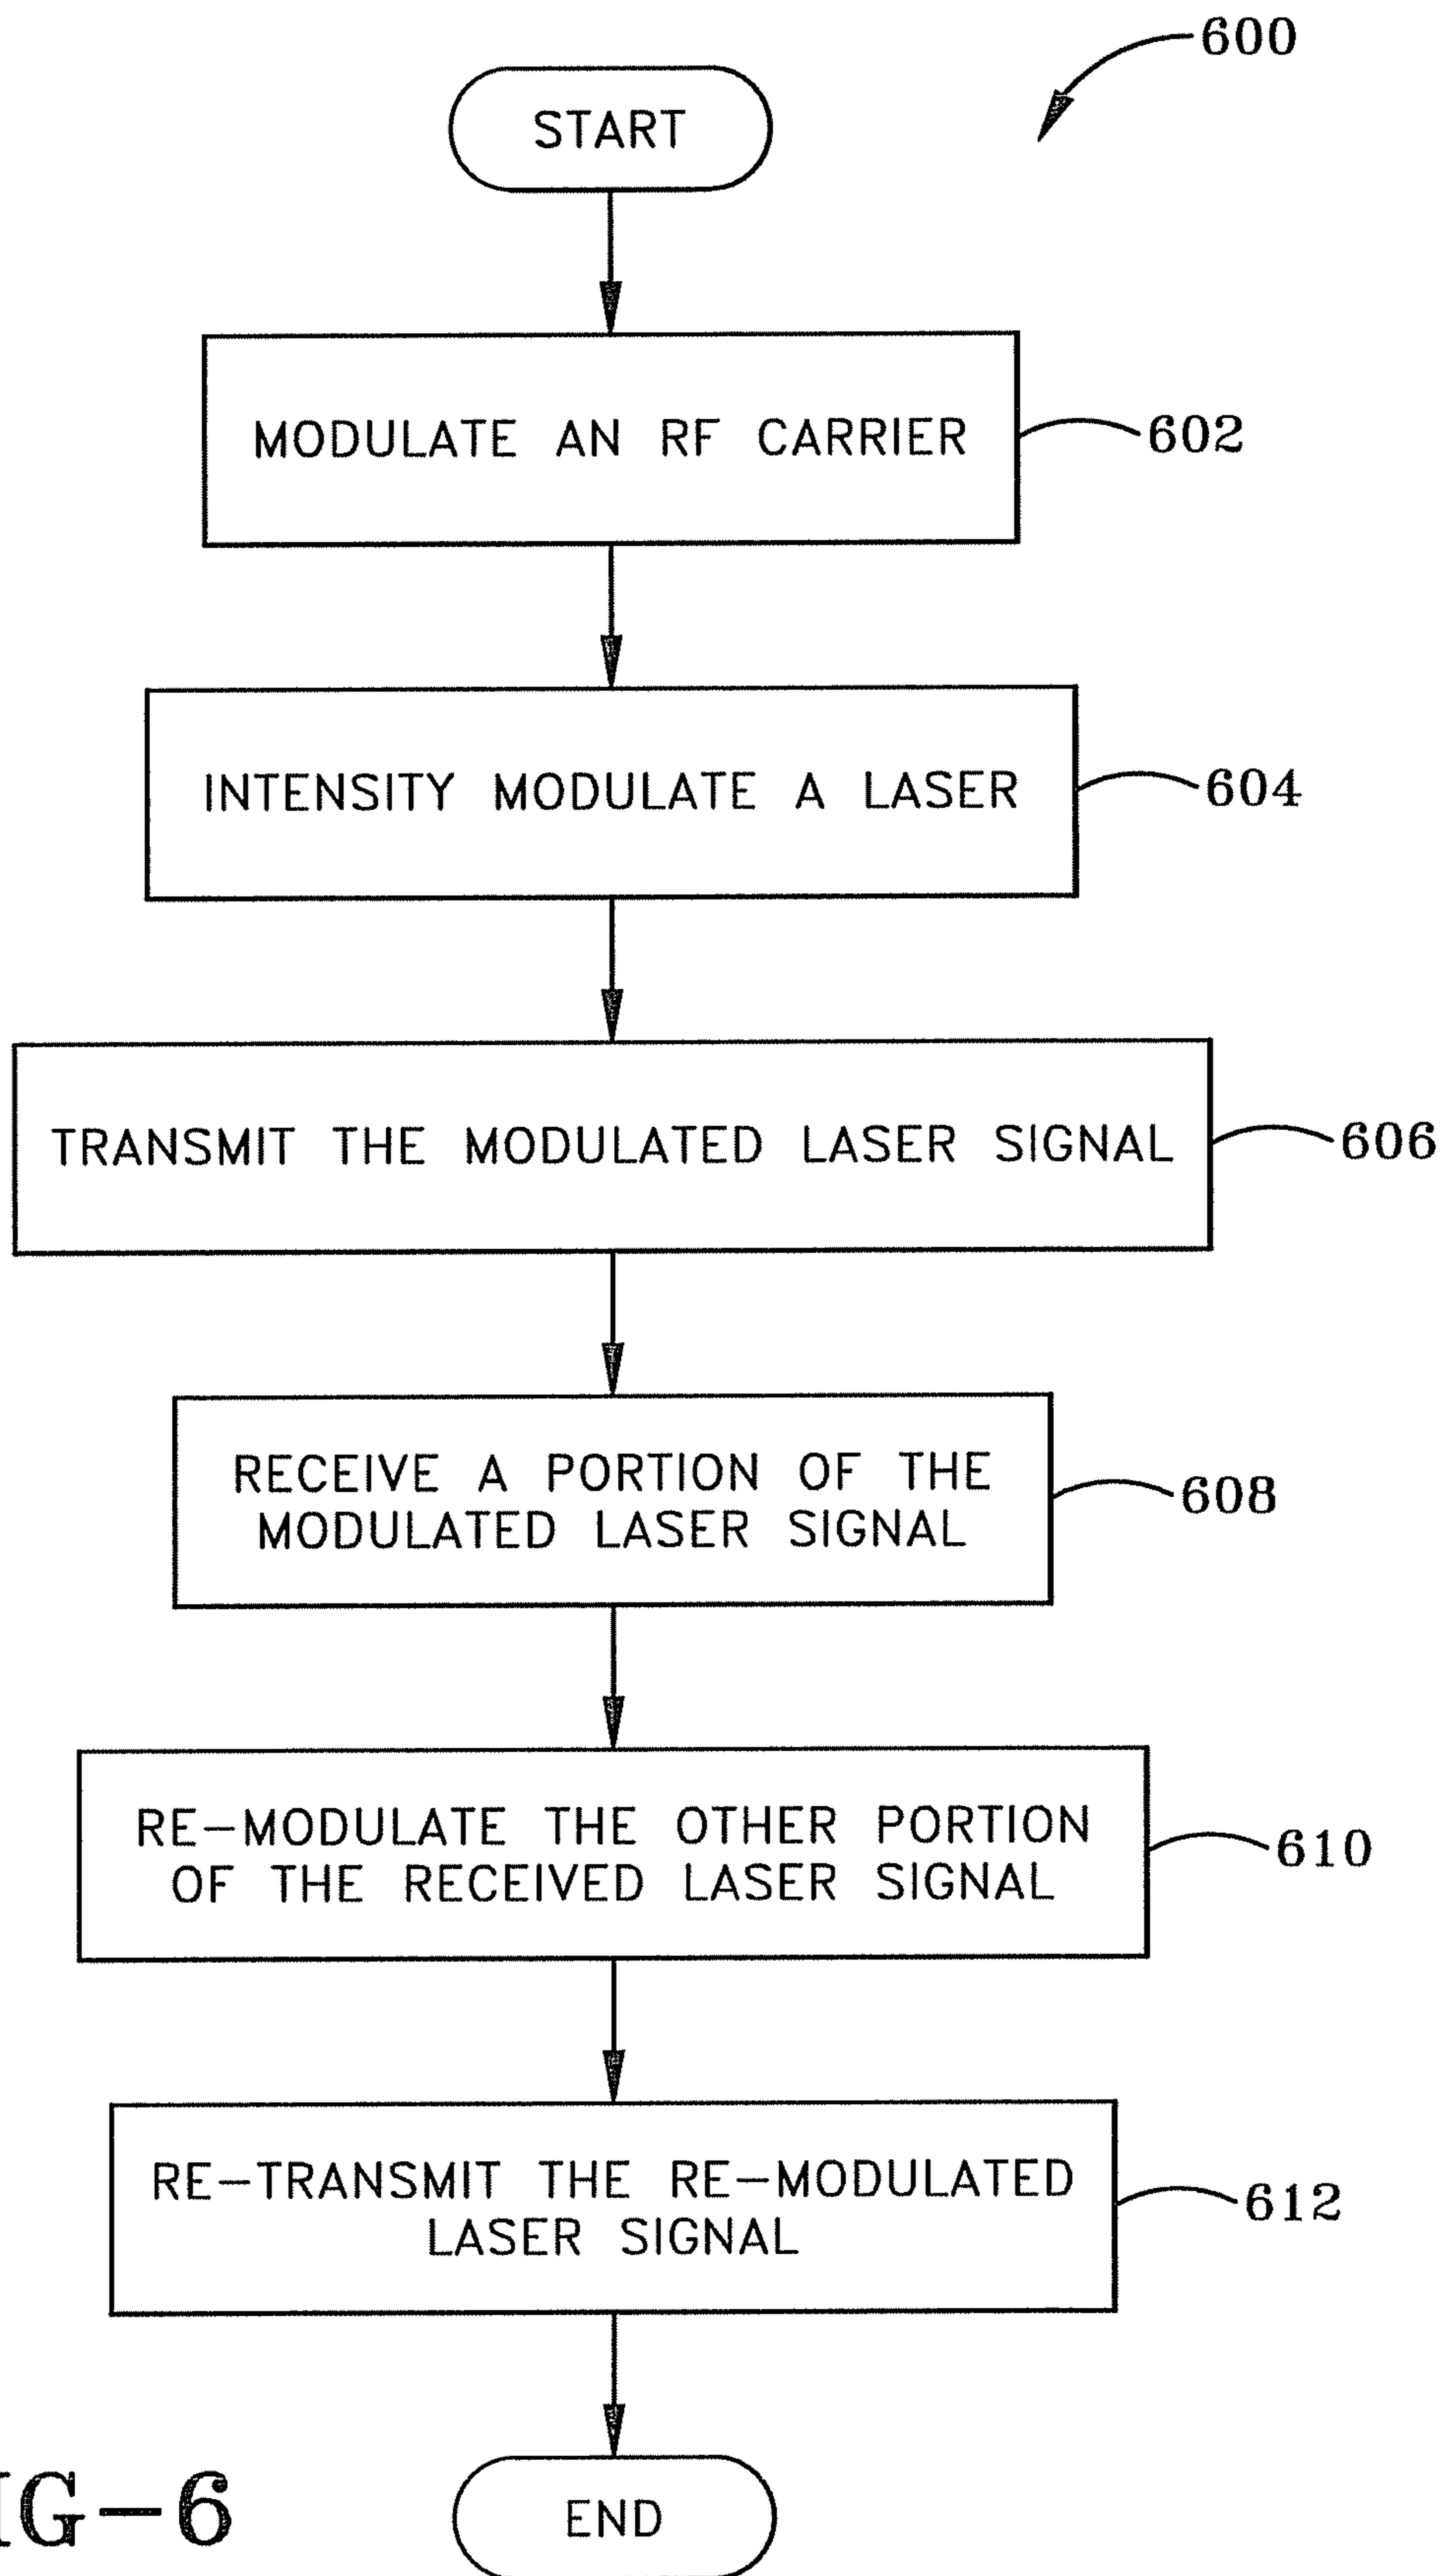 600
START
MODULATE AN RF CARRIER
602
INTENSITY MODULATE A LASER
604
TRANSMIT THE MODULATED LASER SIGNAL
606
RECEIVE A PORTION OF THE
MODULATED LASER SIGNAL
608
RE-MODULATE THE OTHER PORTION
OF THE RECEIVED LASER SIGNAL
610
RE-TRANSMIT THE RE-MODULATED
LASER SIGNAL
612
END
IG-6